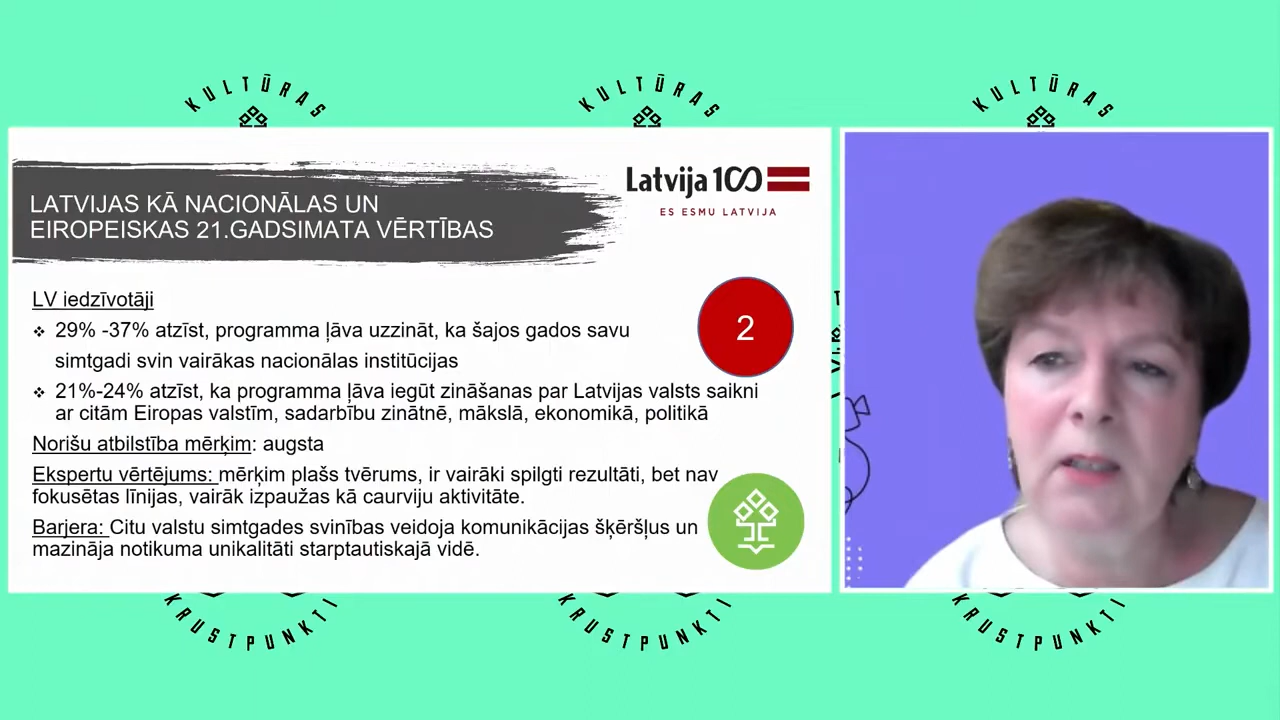 KULTŪRAS
KULTŪRAS
KULTŪRAS
LATVIJAS KĀ NACIONĀLAS UN
EIROPEISKAS 21.GADSIMATA VĒRTĪBAS
Latvija 100
ES ESMU LATVIJA
LV iedzīvotāji
❖ 29% -37% atzīst, programma ļāva uzzināt, ka šajos gados savu
simtgadi svin vairākas nacionālas institūcijas
❖ 21%-24% atzīst, ka programma ļāva iegūt zināšanas par Latvijas valsts saikni
ar citām Eiropas valstīm, sadarbību zinātnē, mākslā, ekonomikā, politikā
2
Norišu atbilstība mērķim: augsta
Ekspertu vērtējums: mērķim plašs tvērums, ir vairāki spilgti rezultāti, bet nav
fokusētas līnijas, vairāk izpaužas kā caurviju aktivitāte.
Barjera: Citu valstu simtgades svinības veidoja komunikācijas šķēršļus un
mazināja notikuma unikalitāti starptautiskajā vidē.
KRUSTPUNKTI
KRUSTPUNKTI
KRUSTPUNKTI